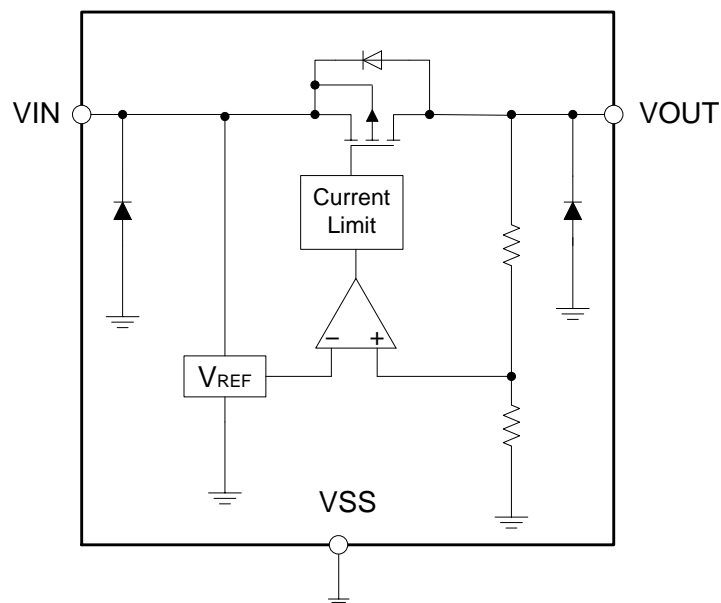 VIN
VOUT
Current
Limit
− +
VREF
VSS